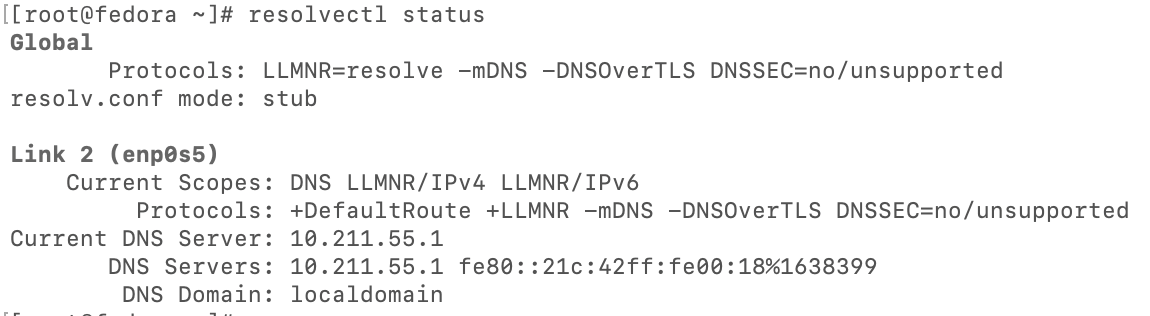 [[root@fedora ~]# resolvectl status
Global
Protocols: LLMNR=resolve -mDNS -DNSOverTLS DNSSEC=no/unsupported
resolv.conf mode: stub
Link 2 (enp0s5)
Current Scopes: DNS LLMNR/IPv4 LLMNR/IPv6
Protocols: +DefaultRoute +LLMNR -mDNS -DNSOverTLS DNSSEC=no/unsupported
Current DNS Server: 10.211.55.1
DNS Servers: 10.211.55.1 fe80::21c:42ff:fe00:18%1638399
DNS Domain: localdomain